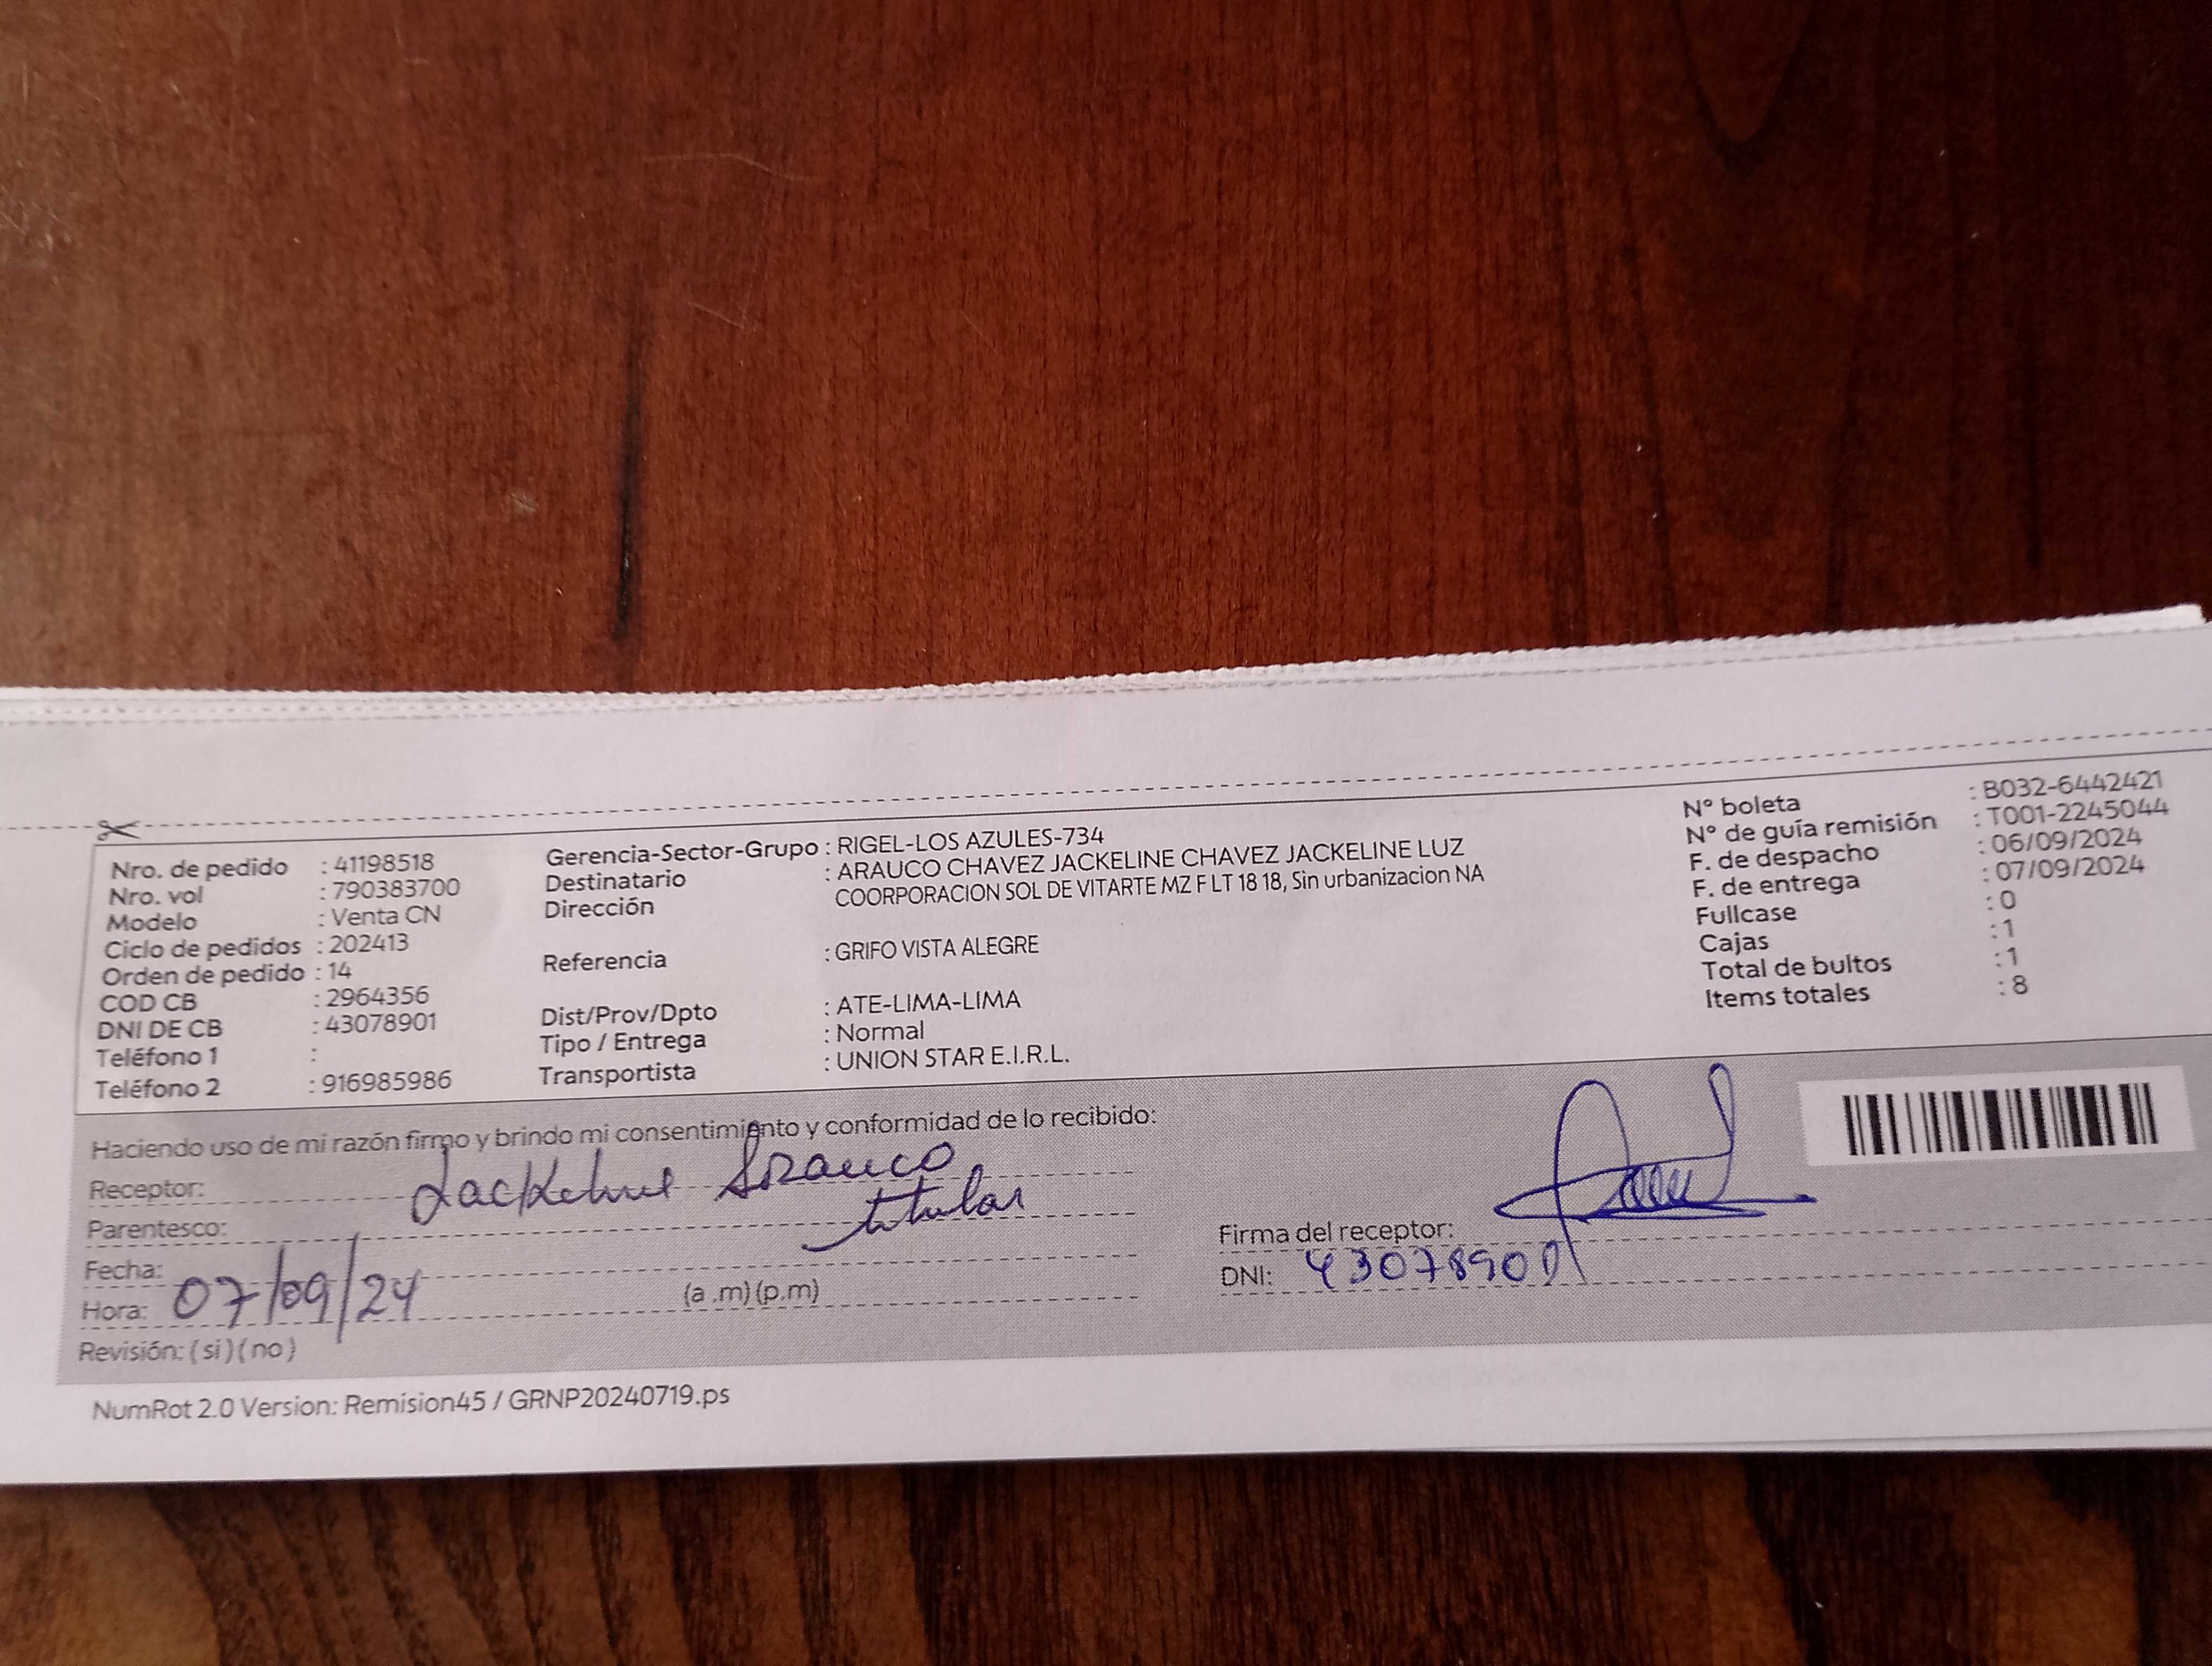 Nro. de pedido : 41198518
Nro. vol : 790383700
Modelo : Venta CN
Ciclo de pedidos : 202413
Orden de pedido : 14
COD CB : 2964356
DNI DE CB : 43078901
Teléfono 1 :
Teléfono 2 : 916985986
Gerencia-Sector-Grupo : RIGEL-LOS AZULES-734
Destinatario : ARAUCO CHAVEZ JACKELINE CHAVEZ JACKELINE LUZ
Dirección COORPORACION SOL DE VITARTE MZ F LT 18 18, Sin urbanizacion NA
Referencia : GRIFO VISTA ALEGRE
Dist/Prov/Dpto : ATE-LIMA-LIMA
Tipo / Entrega : Normal
Transportista : UNION STAR E.I.R.L.
N° boleta : B032-6442421
N° de guía remisión : T001-2245044
F. de despacho : 06/09/2024
F. de entrega : 07/09/2024
Fullcase : 0
Cajas : 1
Total de bultos : 1
Items totales : 8
Haciendo uso de mi razón firmo y brindo mi consentimiento y conformidad de lo recibido:
Receptor: Jackeline Arauco
Parentesco: titular
Fecha: 07/09/24
Hora: (a .m) (p.m)
Revisión: ( si ) ( no )
Firma del receptor:
DNI: 43078901
NumRot 2.0 Version: Remision45 / GRNP20240719.ps